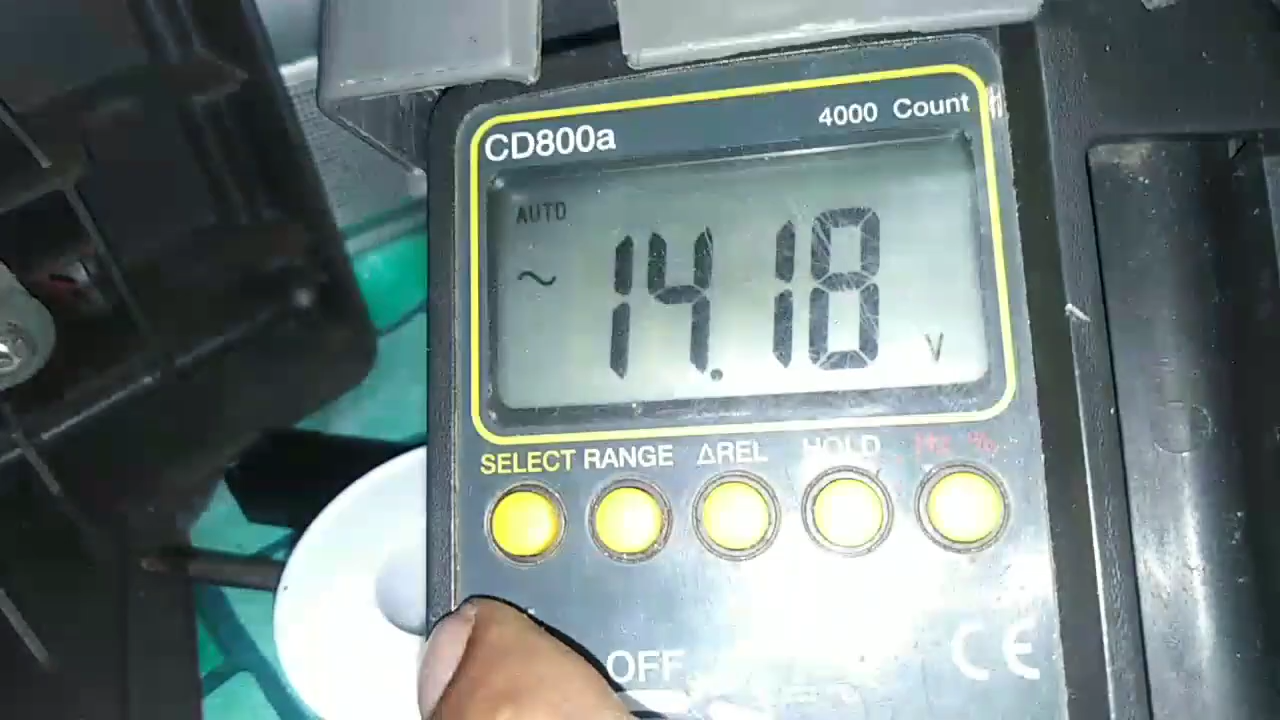 CD800a
4000 Count
AUTO
~ 14.18 V
SELECT RANGE ΔREL HOLD Hz %
OFF
CE